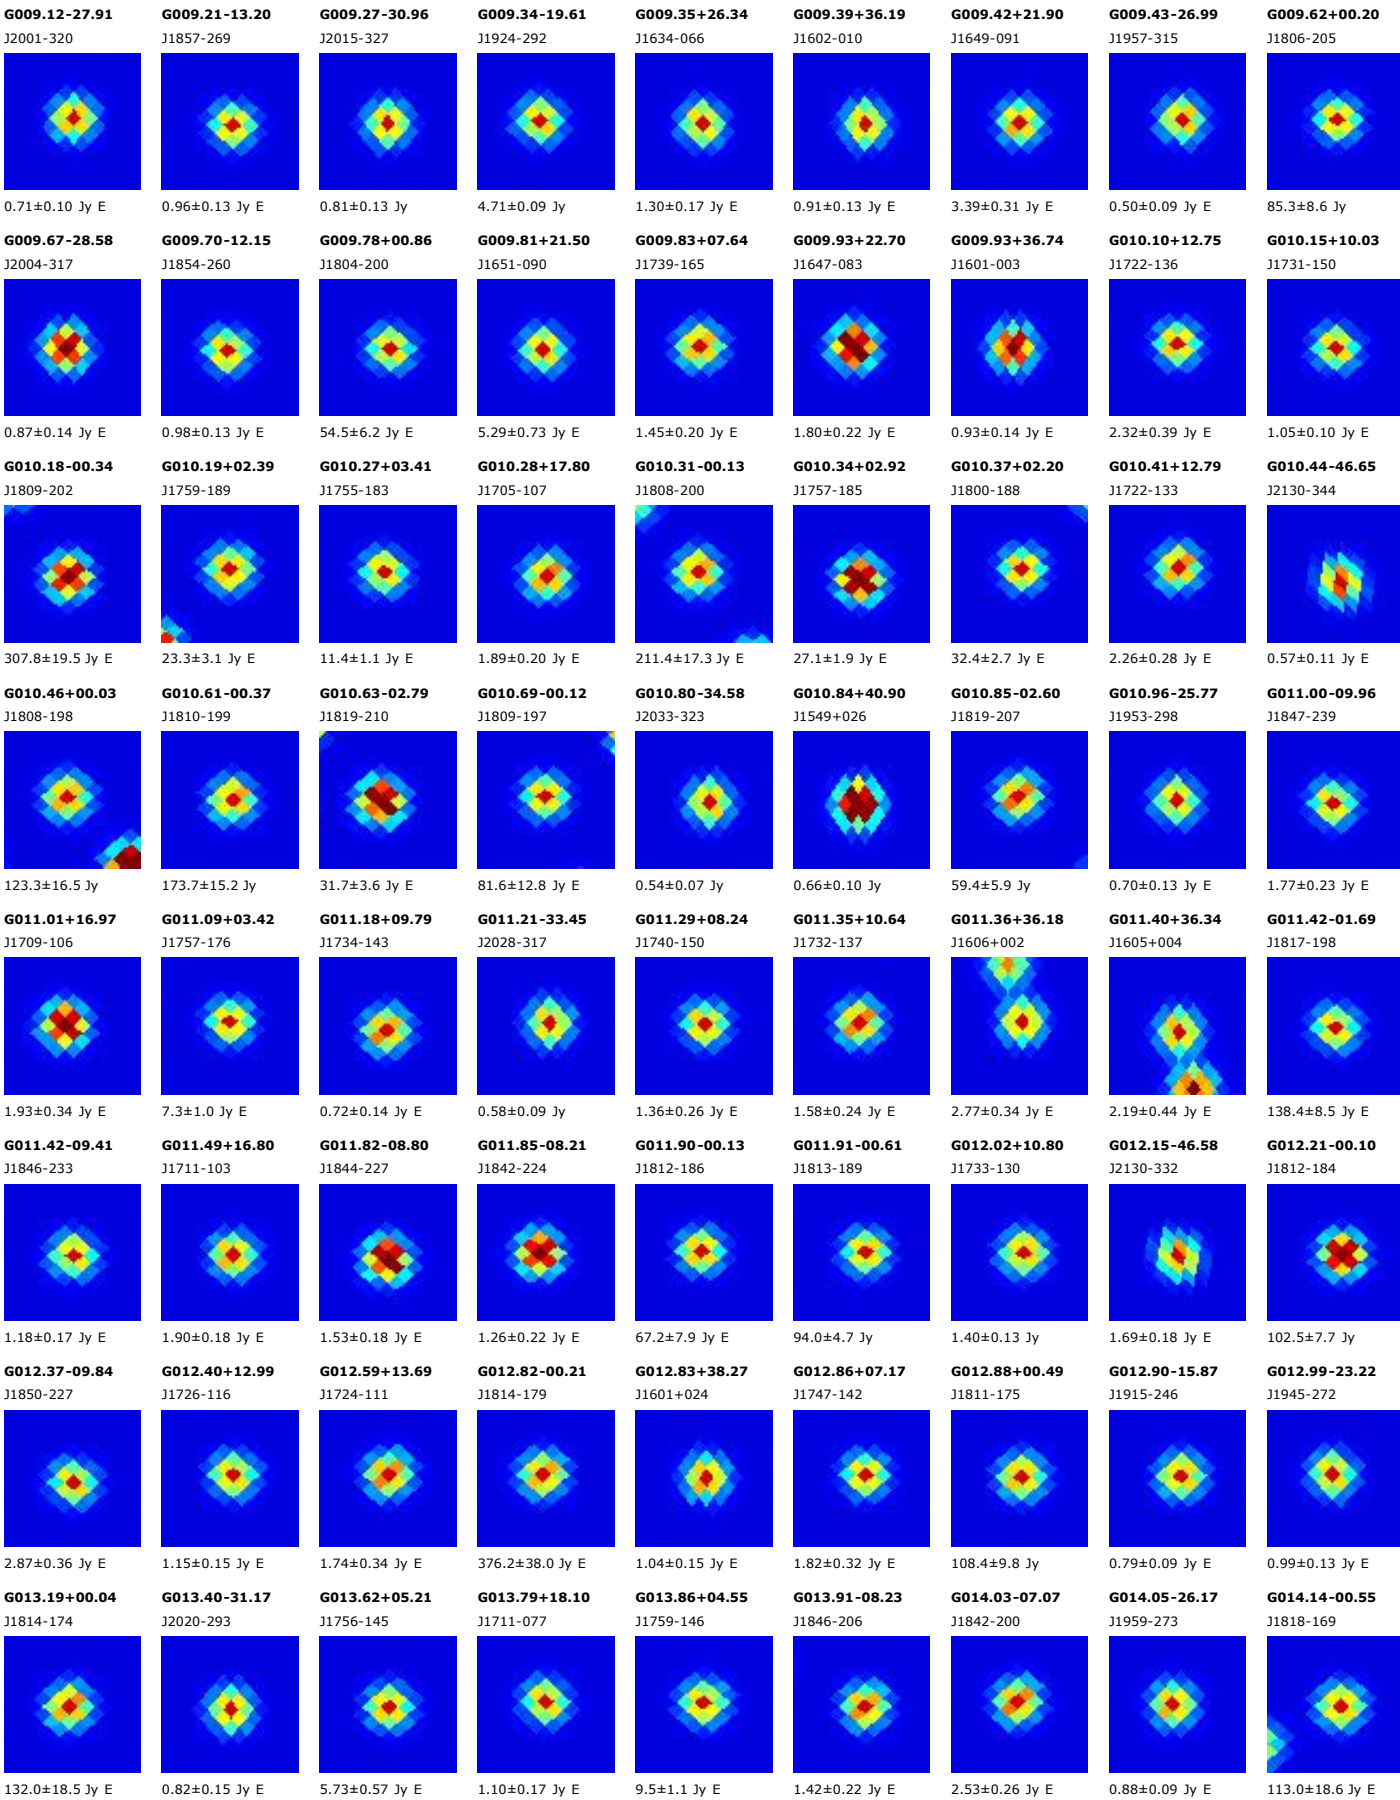 G009.12-27.91 G009.21-13.20 G009.27-30.96 G009.34-19.61 G009.35+26.34 G009.39+36.19 G009.42+21.90 G009.43-26.99 G009.62+00.20
J2001-320 J1857-269 J2015-327 J1924-292 J1634-066 J1602-010 J1649-091 J1957-315 J1806-205
0.71±0.10 Jy E 0.96±0.13 Jy E 0.81±0.13 Jy 4.71±0.09 Jy 1.30±0.17 Jy E 0.91±0.13 Jy E 3.39±0.31 Jy E 0.50±0.09 Jy E 85.3±8.6 Jy
G009.67-28.58 G009.70-12.15 G009.78+00.86 G009.81+21.50 G009.83+07.64 G009.93+22.70 G009.93+36.74 G010.10+12.75 G010.15+10.03
J2004-317 J1854-260 J1804-200 J1651-090 J1739-165 J1647-083 J1601-003 J1722-136 J1731-150
0.87±0.14 Jy E 0.98±0.13 Jy E 54.5±6.2 Jy E 5.29±0.73 Jy E 1.45±0.20 Jy E 1.80±0.22 Jy E 0.93±0.14 Jy E 2.32±0.39 Jy E 1.05±0.10 Jy E
G010.18-00.34 G010.19+02.39 G010.27+03.41 G010.28+17.80 G010.31-00.13 G010.34+02.92 G010.37+02.20 G010.41+12.79 G010.44-46.65
J1809-202 J1759-189 J1755-183 J1705-107 J1808-200 J1757-185 J1800-188 J1722-133 J2130-344
307.8±19.5 Jy E 23.3±3.1 Jy E 11.4±1.1 Jy E 1.89±0.20 Jy E 211.4±17.3 Jy E 27.1±1.9 Jy E 32.4±2.7 Jy E 2.26±0.28 Jy E 0.57±0.11 Jy E
G010.46+00.03 G010.61-00.37 G010.63-02.79 G010.69-00.12 G010.80-34.58 G010.84+40.90 G010.85-02.60 G010.96-25.77 G011.00-09.96
J1808-198 J1810-199 J1819-210 J1809-197 J2033-323 J1549+026 J1819-207 J1953-298 J1847-239
123.3±16.5 Jy 173.7±15.2 Jy 31.7±3.6 Jy E 81.6±12.8 Jy E 0.54±0.07 Jy 0.66±0.10 Jy 59.4±5.9 Jy 0.70±0.13 Jy E 1.77±0.23 Jy E
G011.01+16.97 G011.09+03.42 G011.18+09.79 G011.21-33.45 G011.29+08.24 G011.35+10.64 G011.36+36.18 G011.40+36.34 G011.42-01.69
J1709-106 J1757-176 J1734-143 J2028-317 J1740-150 J1732-137 J1606+002 J1605+004 J1817-198
1.93±0.34 Jy E 7.3±1.0 Jy E 0.72±0.14 Jy E 0.58±0.09 Jy 1.36±0.26 Jy E 1.58±0.24 Jy E 2.77±0.34 Jy E 2.19±0.44 Jy E 138.4±8.5 Jy E
G011.42-09.41 G011.49+16.80 G011.82-08.80 G011.85-08.21 G011.90-00.13 G011.91-00.61 G012.02+10.80 G012.15-46.58 G012.21-00.10
J1846-233 J1711-103 J1844-227 J1842-224 J1812-186 J1813-189 J1733-130 J2130-332 J1812-184
1.18±0.17 Jy E 1.90±0.18 Jy E 1.53±0.18 Jy E 1.26±0.22 Jy E 67.2±7.9 Jy E 94.0±4.7 Jy 1.40±0.13 Jy 1.69±0.18 Jy E 102.5±7.7 Jy
G012.37-09.84 G012.40+12.99 G012.59+13.69 G012.82-00.21 G012.83+38.27 G012.86+07.17 G012.88+00.49 G012.90-15.87 G012.99-23.22
J1850-227 J1726-116 J1724-111 J1814-179 J1601+024 J1747-142 J1811-175 J1915-246 J1945-272
2.87±0.36 Jy E 1.15±0.15 Jy E 1.74±0.34 Jy E 376.2±38.0 Jy E 1.04±0.15 Jy E 1.82±0.32 Jy E 108.4±9.8 Jy 0.79±0.09 Jy E 0.99±0.13 Jy E
G013.19+00.04 G013.40-31.17 G013.62+05.21 G013.79+18.10 G013.86+04.55 G013.91-08.23 G014.03-07.07 G014.05-26.17 G014.14-00.55
J1814-174 J2020-293 J1756-145 J1711-077 J1759-146 J1846-206 J1842-200 J1959-273 J1818-169
132.0±18.5 Jy E 0.82±0.15 Jy E 5.73±0.57 Jy E 1.10±0.17 Jy E 9.5±1.1 Jy E 1.42±0.22 Jy E 2.53±0.26 Jy E 0.88±0.09 Jy E 113.0±18.6 Jy E